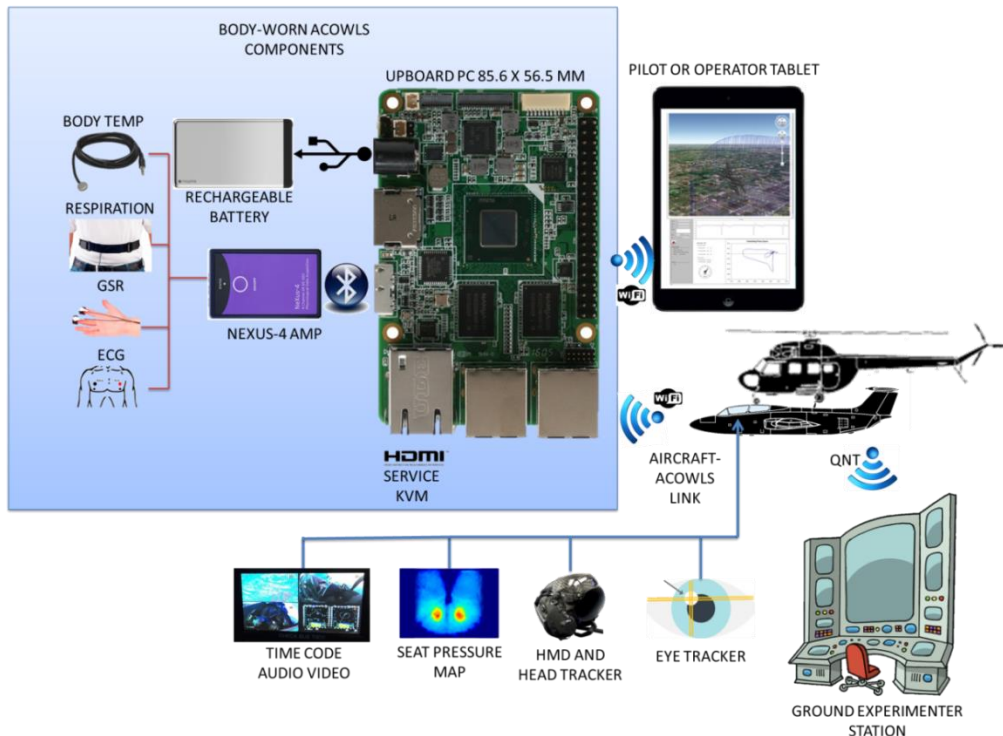 BODY-WORN ACOWLS
COMPONENTS
UPBOARD PC 85.6 X 56.5 MM
PILOT OR OPERATOR TABLET
BODY TEMP
RECHARGEABLE
BATTERY
RESPIRATION
GSR
NEXUS-4 AMP
ECG
WiFi
WiFi
HDMI
SERVICE
KVM
AIRCRAFT-
ACOWLS
LINK
QNT
TIME CODE
AUDIO VIDEO
SEAT PRESSURE
MAP
HMD AND
HEAD TRACKER
EYE TRACKER
GROUND EXPERIMENTER
STATION